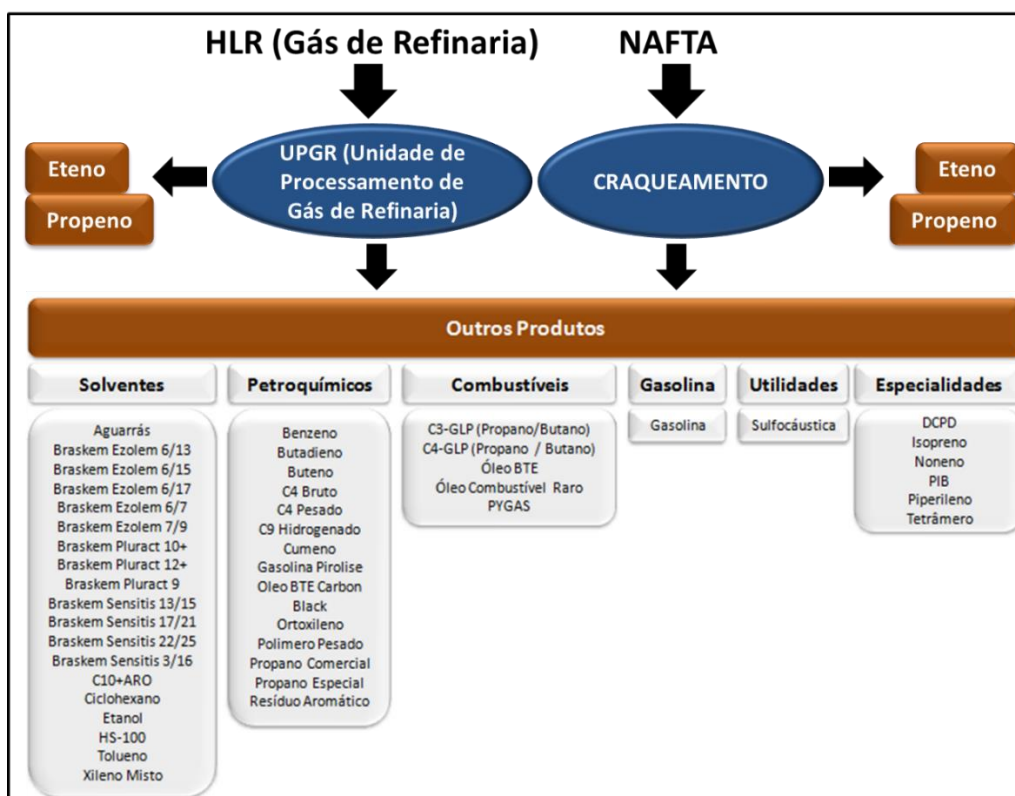 HLR (Gás de Refinaria)
NAFTA
Eteno
Propeno
UPGR (Unidade de
Processamento de
Gás de Refinaria)
CRAQUEAMENTO
Eteno
Propeno
Outros Produtos
Solventes
Aguarrás
Braskem Ezolem 6/13
Braskem Ezolem 6/15
Braskem Ezolem 6/17
Braskem Ezolem 6/7
Braskem Ezolem 7/9
Braskem Pluract 10+
Braskem Pluract 12+
Braskem Pluract 9
Braskem Sensitis 13/15
Braskem Sensitis 17/21
Braskem Sensitis 22/25
Braskem Sensitis 3/16
C10+ARO
Ciclohexano
Etanol
HS-100
Tolueno
Xileno Misto
Petroquímicos
Benzeno
Butadieno
Buteno
C4 Bruto
C4 Pesado
C9 Hidrogenado
Cumeno
Gasolina Pirolise
Oleo BTE Carbon
Black
Ortoxileno
Polimero Pesado
Propano Comercial
Propano Especial
Resíduo Aromático
Combustíveis
C3-GLP (Propano/Butano)
C4-GLP (Propano / Butano)
Óleo BTE
Óleo Combustível Raro
PYGAS
Gasolina
Gasolina
Utilidades
Sulfocáustica
Especialidades
DCPD
Isopreno
Noneno
PIB
Piperileno
Tetrâmero